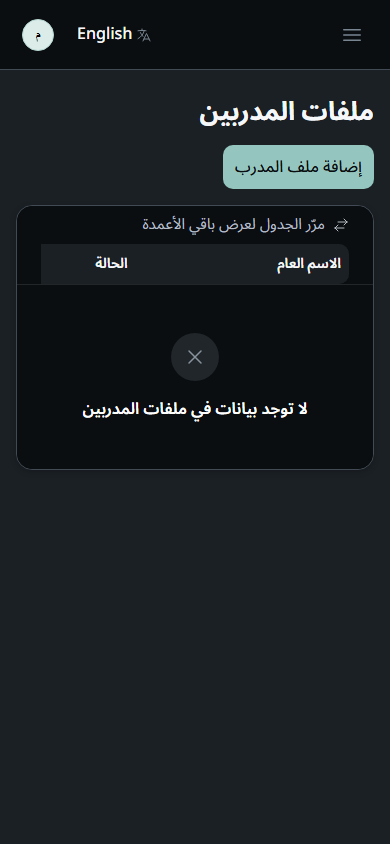 English
م
ملفات المدربين
إضافة ملف المدرب
مرّر الجدول لعرض باقي الأعمدة
الاسم العام الحالة
لا توجد بيانات في ملفات المدربين